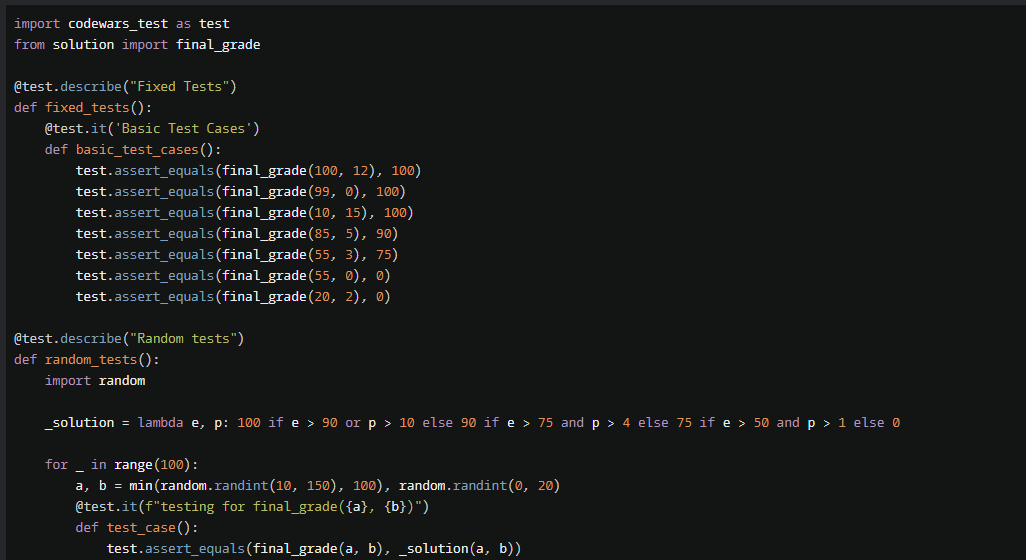 import codewars_test as test
from solution import final_grade

@test.describe("Fixed Tests")
def fixed_tests():
    @test.it('Basic Test Cases')
    def basic_test_cases():
        test.assert_equals(final_grade(100, 12), 100)
        test.assert_equals(final_grade(99, 0), 100)
        test.assert_equals(final_grade(10, 15), 100)
        test.assert_equals(final_grade(85, 5), 90)
        test.assert_equals(final_grade(55, 3), 75)
        test.assert_equals(final_grade(55, 0), 0)
        test.assert_equals(final_grade(20, 2), 0)

@test.describe("Random tests")
def random_tests():
    import random

    _solution = lambda e, p: 100 if e > 90 or p > 10 else 90 if e > 75 and p > 4 else 75 if e > 50 and p > 1 else 0

    for _ in range(100):
        a, b = min(random.randint(10, 150), 100), random.randint(0, 20)
        @test.it(f"testing for final_grade({a}, {b})")
        def test_case():
            test.assert_equals(final_grade(a, b), _solution(a, b))